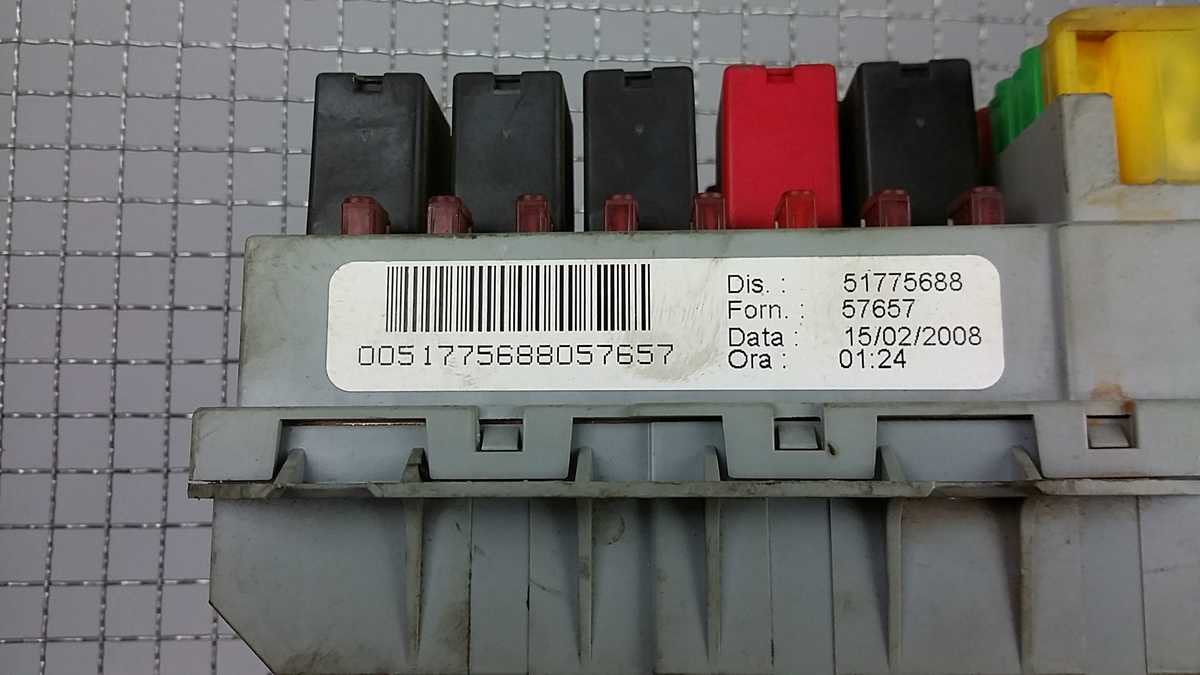 0051775688057657
Dis. : 51775688
Forn. : 57657
Data : 15/02/2008
Ora : 01:24